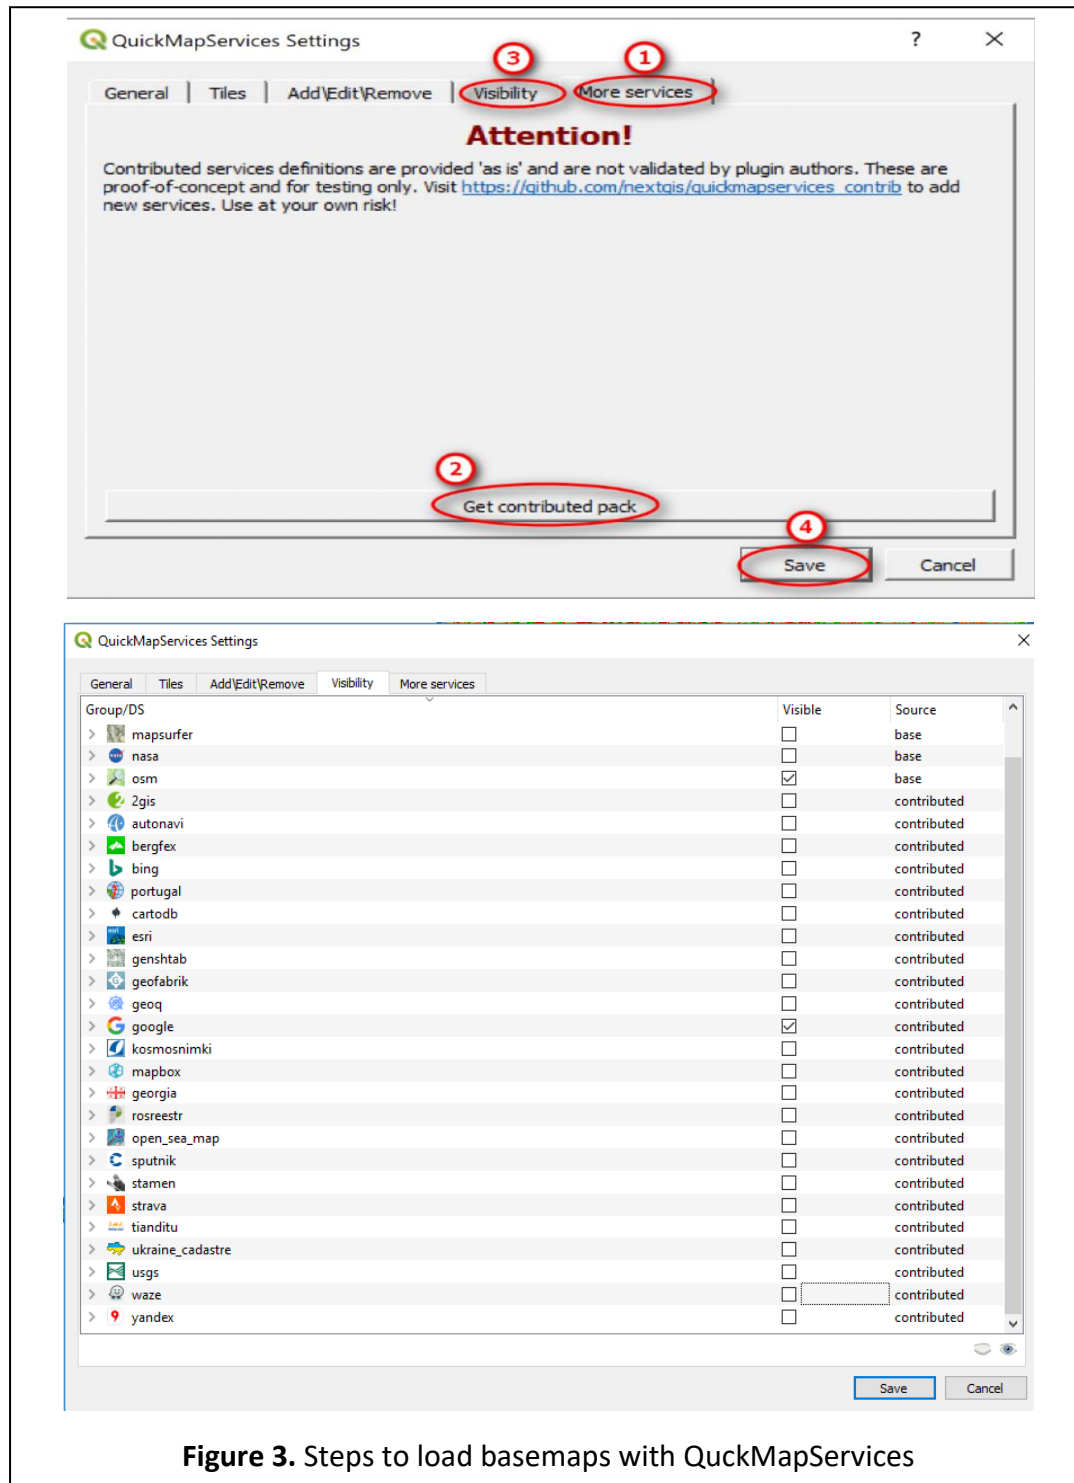 QuickMapServices Settings
? ×
3 1
General Tiles Add\Edit\Remove Visibility More services
Attention!
Contributed services definitions are provided 'as is' and are not validated by plugin authors. These are
proof-of-concept and for testing only. Visit https://github.com/nextgis/quickmapservices_contrib to add
new services. Use at your own risk!
2
Get contributed pack
4
Save Cancel
QuickMapServices Settings
General Tiles Add\Edit\Remove Visibility More services
Group/DS Visible Source
mapsurfer base
nasa base
osm base
2gis contributed
autonavi contributed
bergfex contributed
bing contributed
portugal contributed
cartodb contributed
esri contributed
genshtab contributed
geofabrik contributed
geoq contributed
google contributed
kosmosnimki contributed
mapbox contributed
georgia contributed
rosreestr contributed
open_sea_map contributed
sputnik contributed
stamen contributed
strava contributed
tianditu contributed
ukraine_cadastre contributed
usgs contributed
waze contributed
yandex contributed
Save Cancel
Figure 3. Steps to load basemaps with QuckMapServices